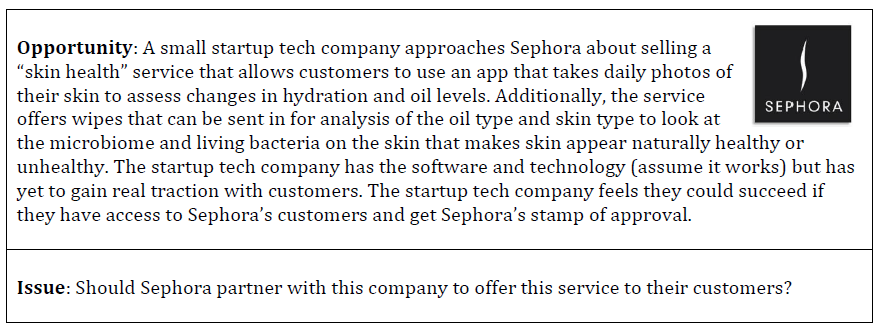 Opportunity: A small startup tech company approaches Sephora about selling a
“skin health” service that allows customers to use an app that takes daily photos of
their skin to assess changes in hydration and oil levels. Additionally, the service
offers wipes that can be sent in for analysis of the oil type and skin type to look at
the microbiome and living bacteria on the skin that makes skin appear naturally healthy or
unhealthy. The startup tech company has the software and technology (assume it works) but has
yet to gain real traction with customers. The startup tech company feels they could succeed if
they have access to Sephora’s customers and get Sephora’s stamp of approval.
SEPHORA
Issue: Should Sephora partner with this company to offer this service to their customers?